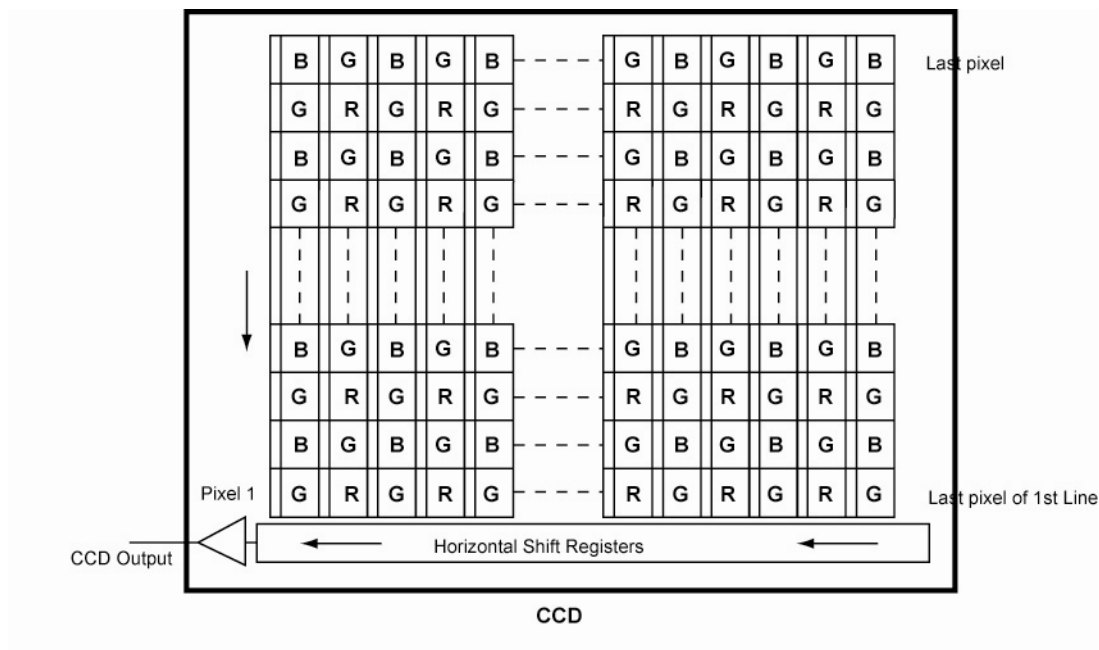 B G B G B G B G B G B Last pixel
G R G R G R G R G R G
B G B G B G B G B G B
G R G R G R G R G R G
B G B G B G B G B G B
G R G R G R G R G R G
B G B G B G B G B G B
Pixel 1 G R G R G R G R G R G Last pixel of 1st Line
Horizontal Shift Registers
CCD Output
CCD